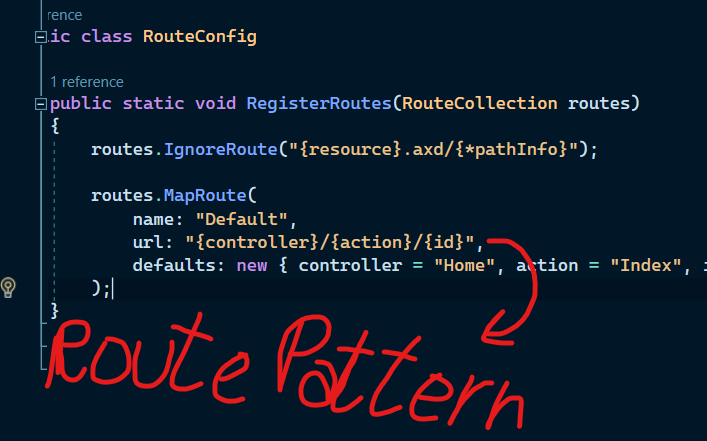 rence
ic class RouteConfig
1 reference
public static void RegisterRoutes(RouteCollection routes)
{
routes.IgnoreRoute("{resource}.axd/{*pathInfo}");
routes.MapRoute(
name: "Default",
url: "{controller}/{action}/{id}",
defaults: new { controller = "Home", action = "Index",
);
}
Route Pattern